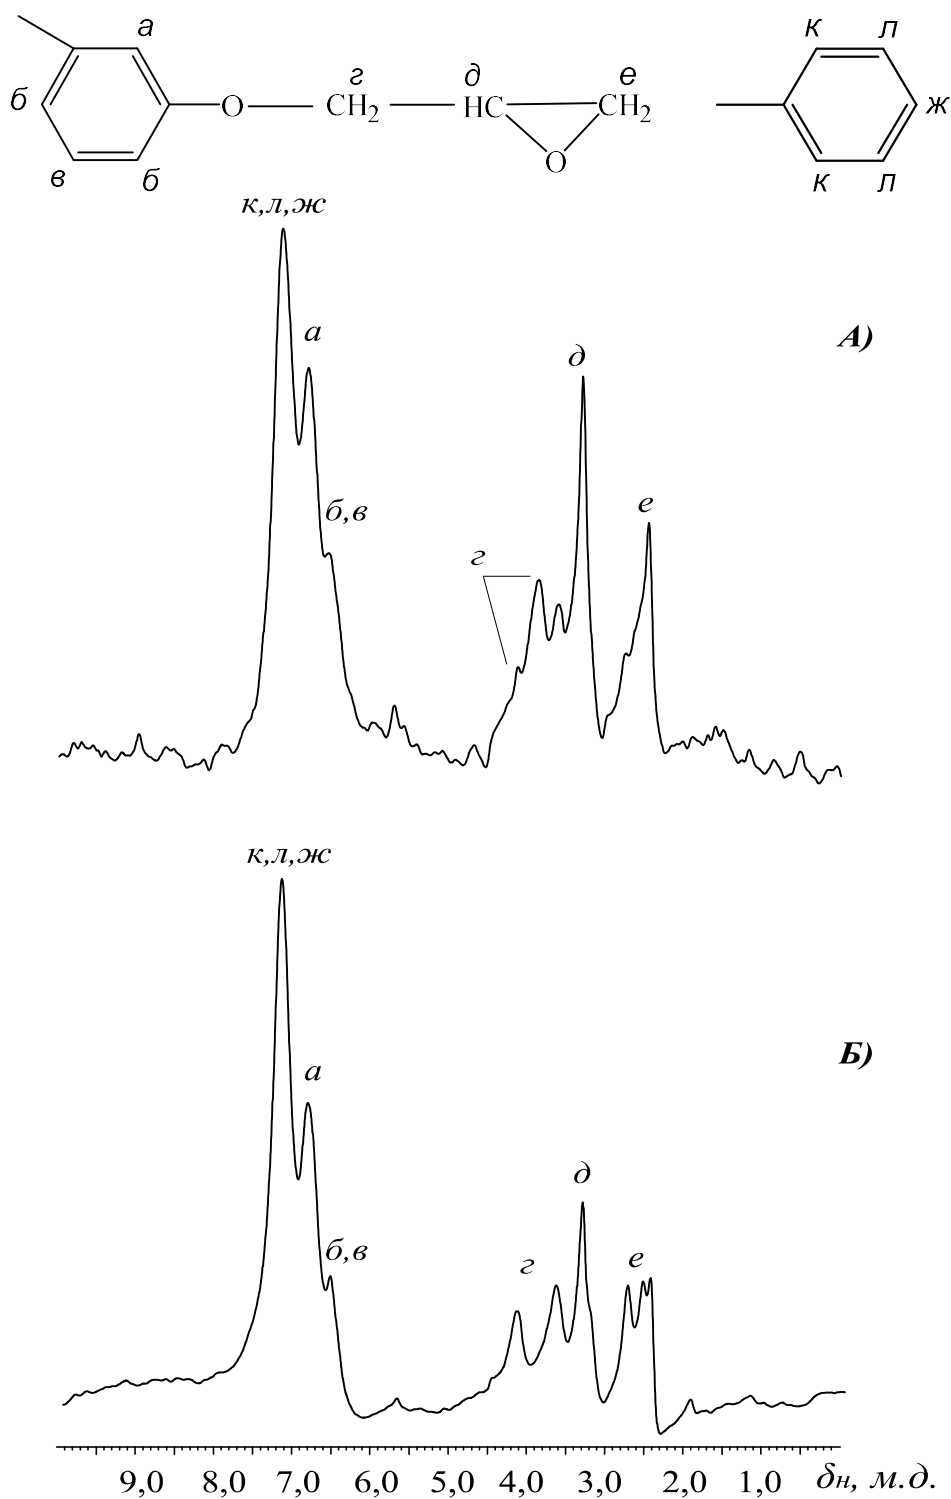 а г д е к л
б O CH2 HC CH2 ж
O
в б к л
к,л,ж
а
А)
д
б,в
е
г
к,л,ж
Б)
а
д
б,в
г е
9,0 8,0 7,0 6,0 5,0 4,0 3,0 2,0 1,0 δн, м.д.